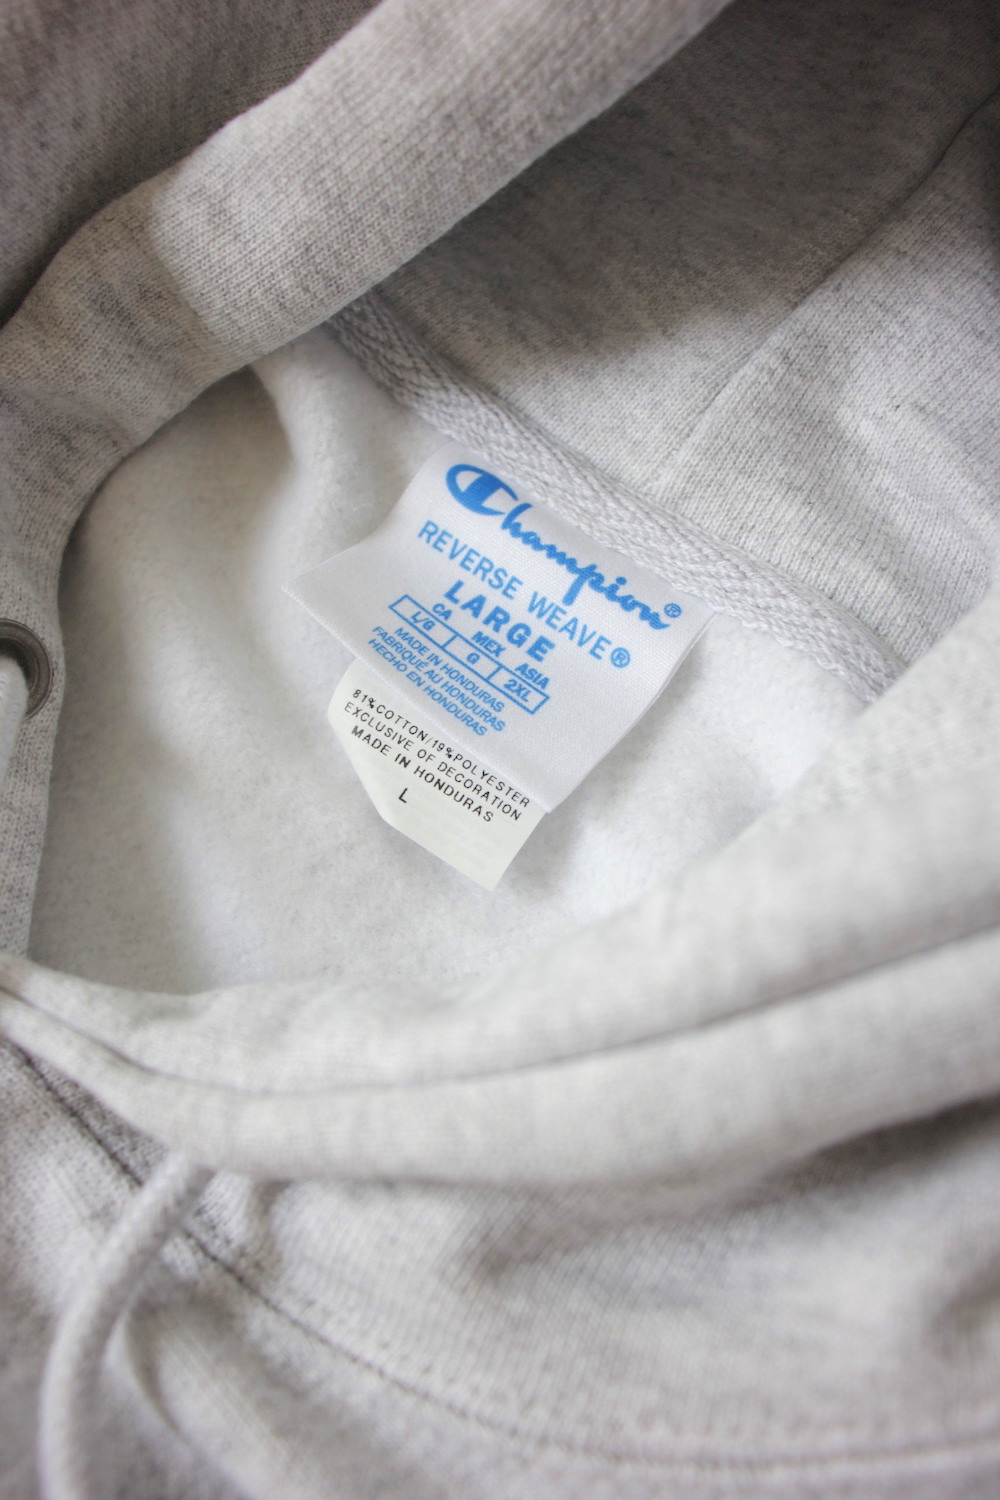 Champion®
REVERSE WEAVE®
LARGE
CA MEX ASIA
L/G G 2XL
MADE IN HONDURAS
FABRIQUÉ AU HONDURAS
HECHO EN HONDURAS
81%COTTON/19%POLYESTER
EXCLUSIVE OF DECORATION
MADE IN HONDURAS
L